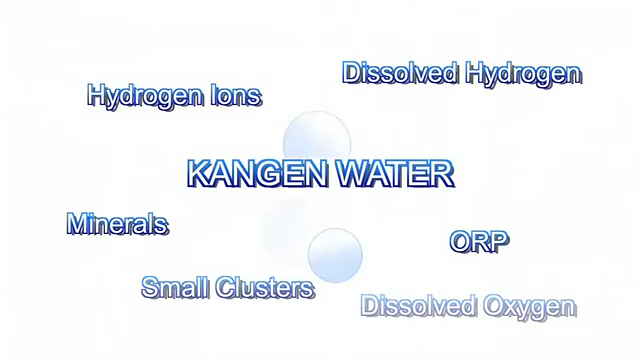 Dissolved Hydrogen
Hydrogen Ions
KANGEN WATER
Minerals
ORP
Small Clusters
Dissolved Oxygen